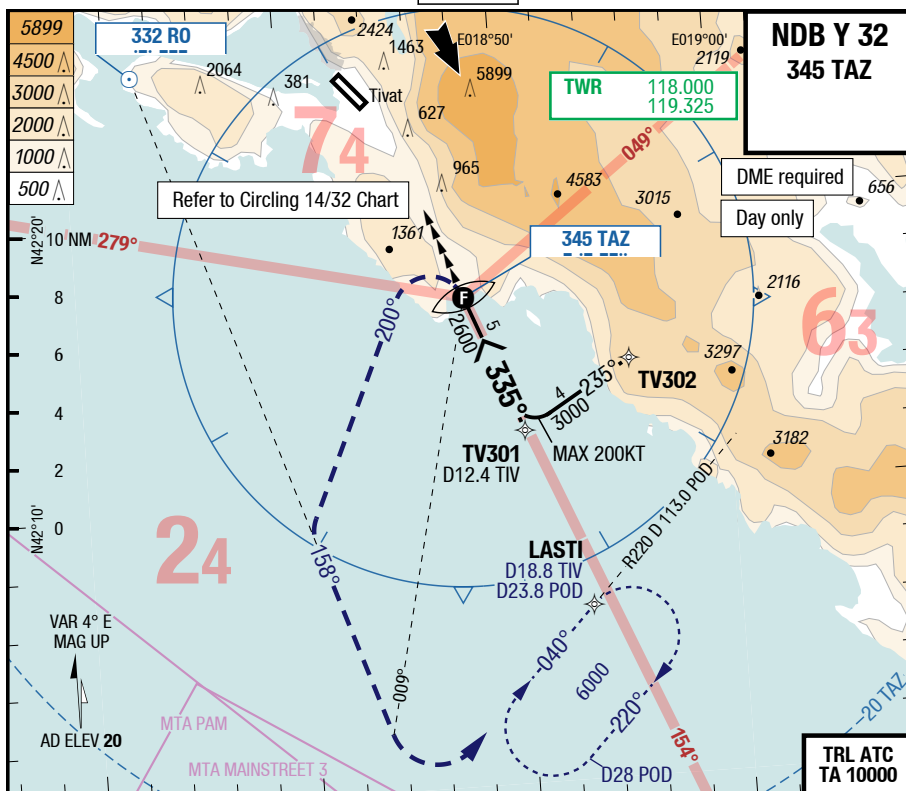 5899
4500
3000
2000
1000
500
332 RO
2424
1463
E018°50'
5899
E019°00'
2119
NDB Y 32
345 TAZ
2064
381
Tivat
627
TWR 118.000
119.325
74
049°
965
4583
DME required
656
Refer to Circling 14/32 Chart
3015
Day only
N42°20'
10 NM
279°
1361
345 TAZ
8
F
2116
63
200°
2600
5
3297
6
335°
4
235°
TV302
3000
4
TV301
D12.4 TIV
MAX 200KT
3182
2
R220 D 113.0 POD
N42°10'
0
24
158°
LASTI
D18.8 TIV
D23.8 POD
VAR 4° E
MAG UP
040°
6000
009°
220°
20 TAZ
MTA PAM
154°
AD ELEV 20
MTA MAINSTREET 3
D28 POD
TRL ATC
TA 10000